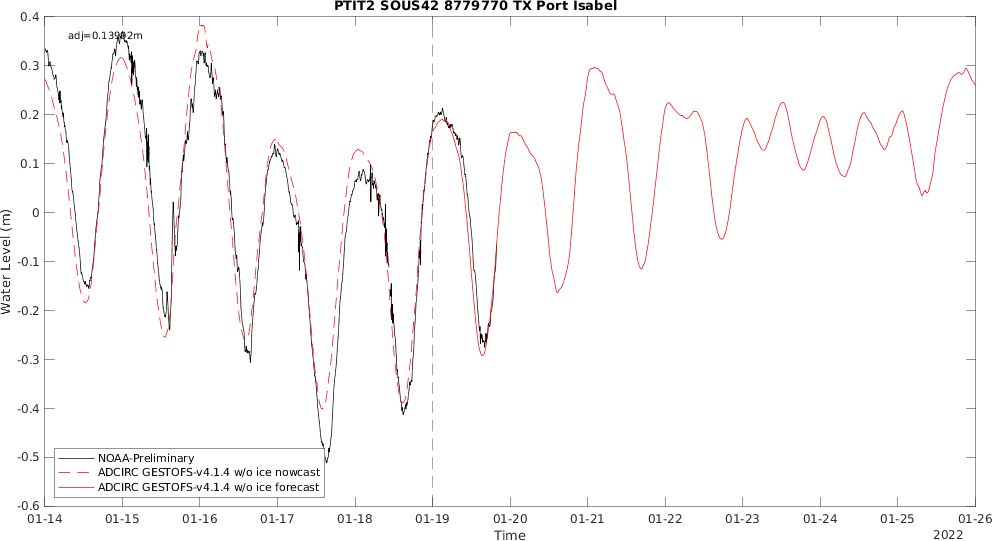 PTIT2 SOUS42 8779770 TX Port Isabel
0.4
0.3
0.2
0.1
0
-0.1
-0.2
-0.3
-0.4
-0.5
-0.6
Water Level (m)
NOAA-Preliminary
ADCIRC GESTOFS-v4.1.4 w/o ice nowcast
ADCIRC GESTOFS-v4.1.4 w/o ice forecast
01-14 01-15 01-16 01-17 01-18 01-19 01-20 01-21 01-22 01-23 01-24 01-25 01-26
Time
2022